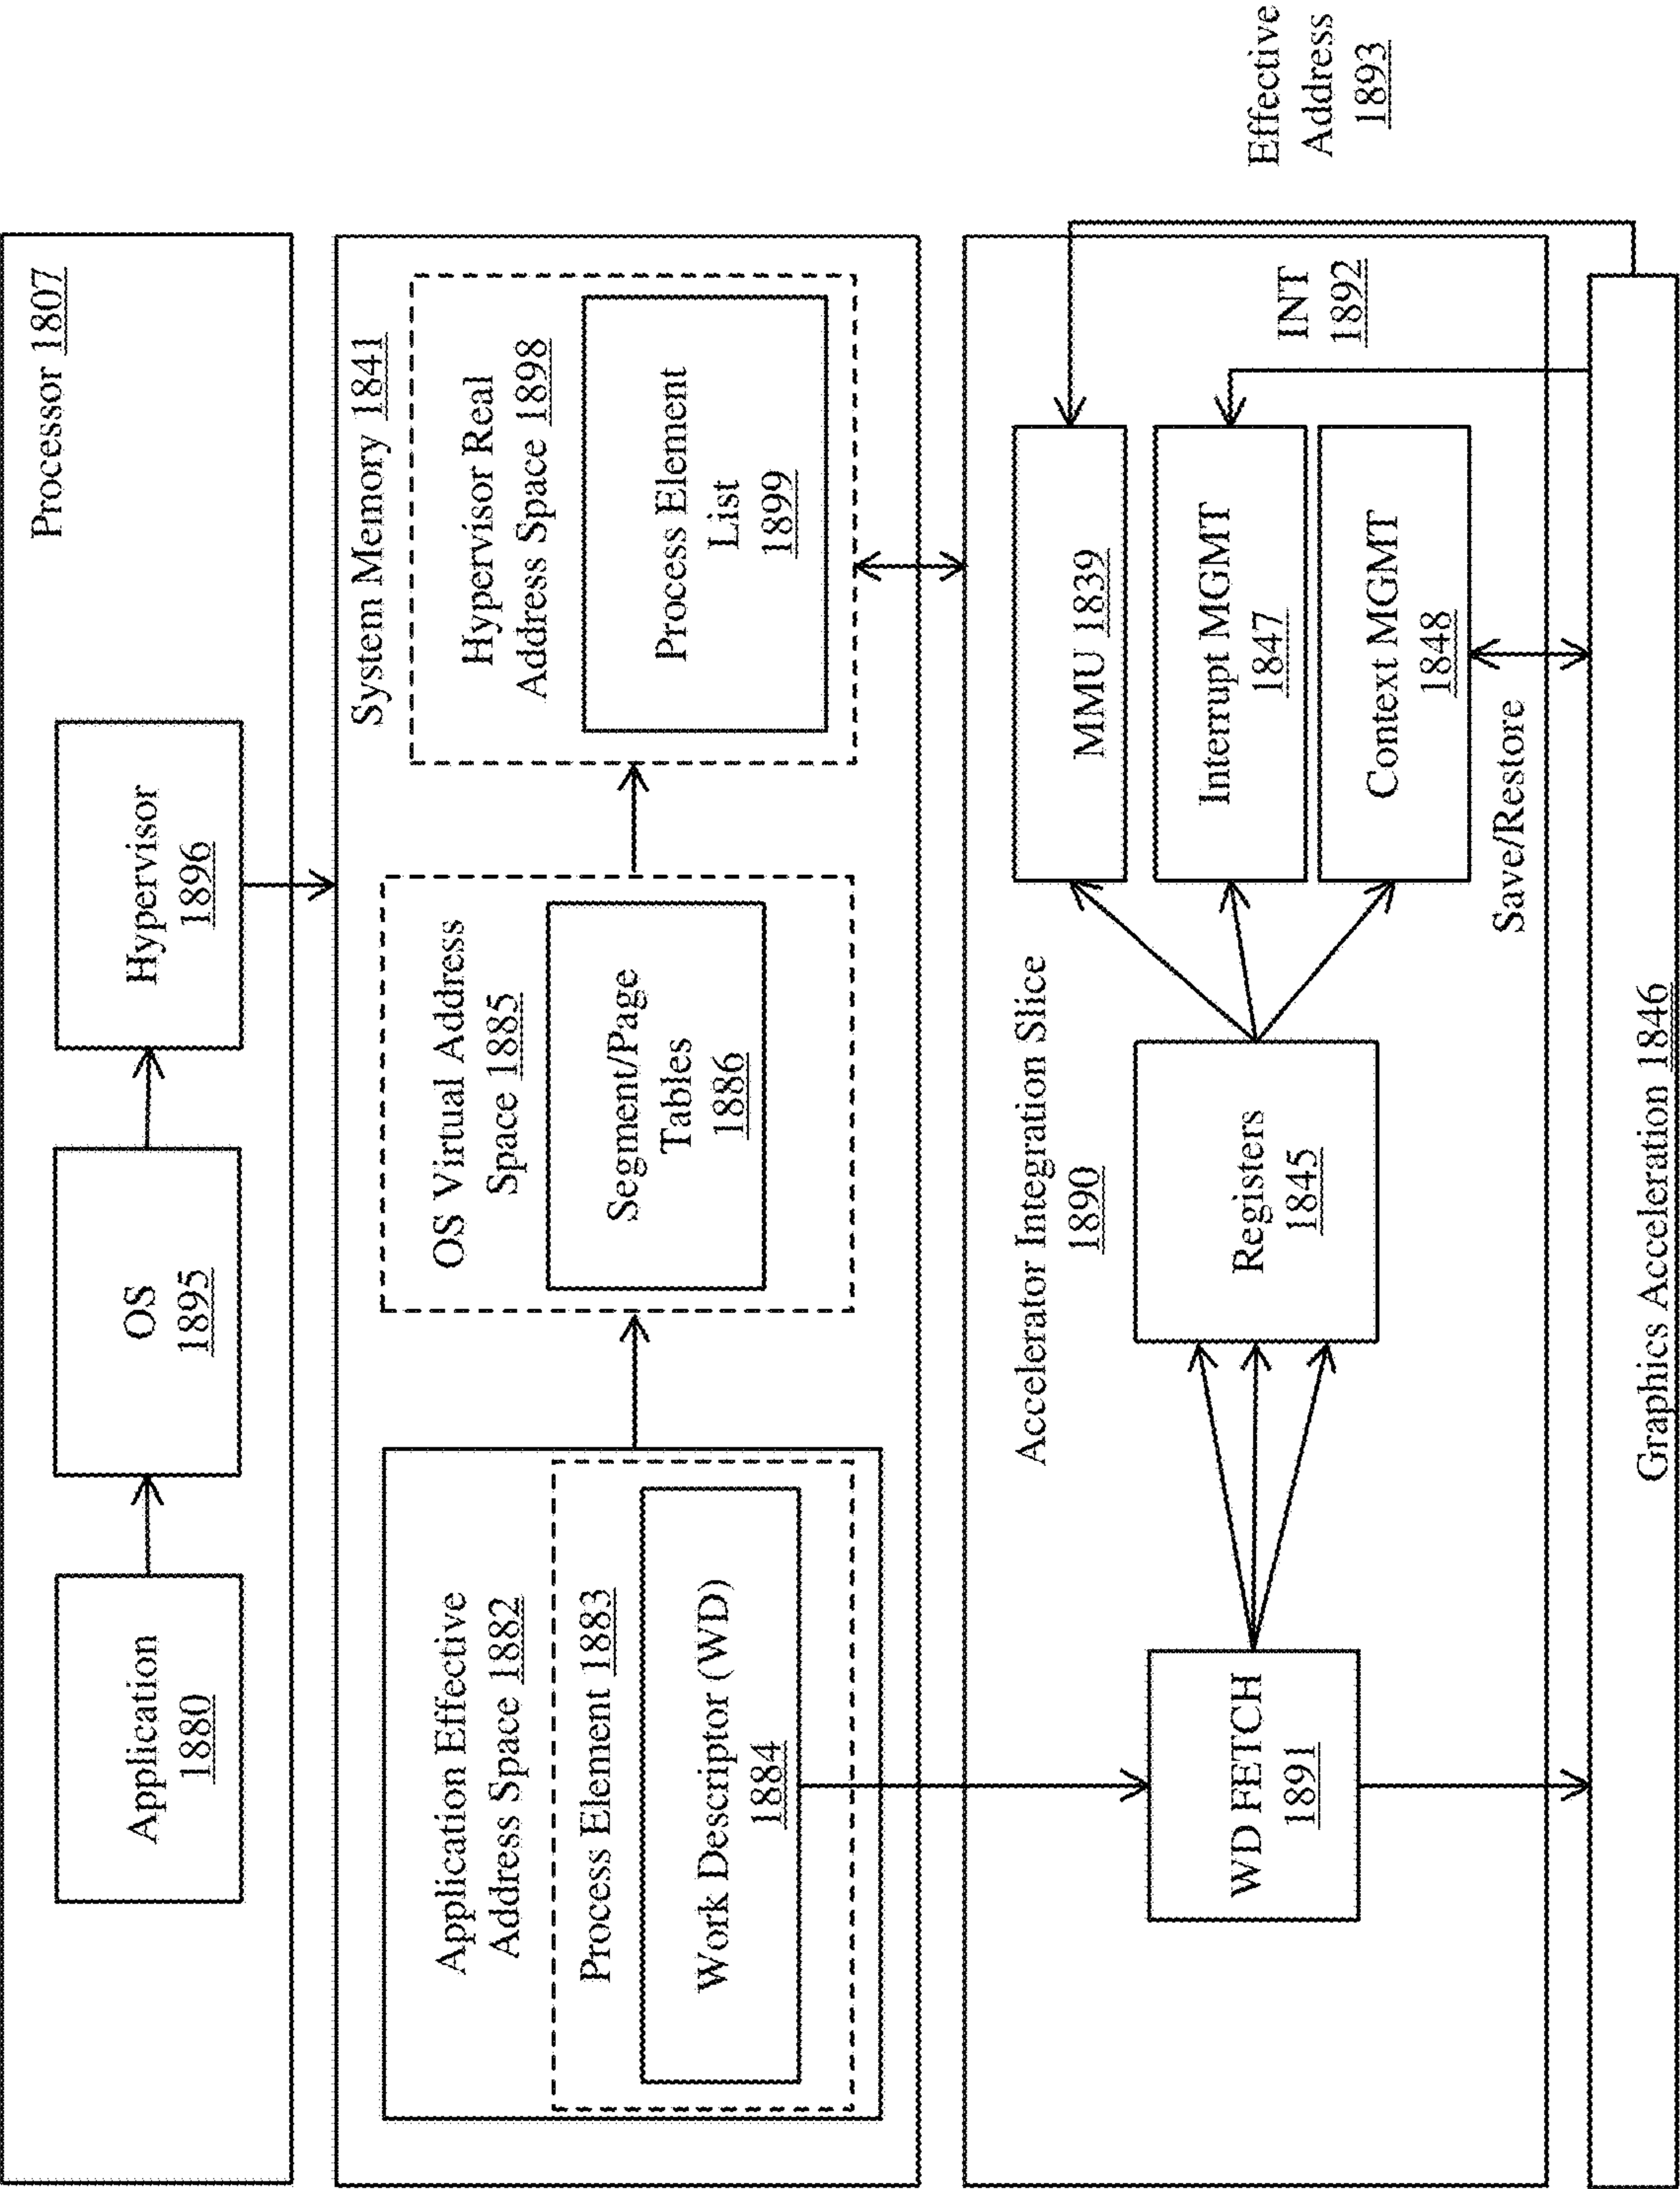 Processor 1807
Application
1880
OS
1895
Hypervisor
1896
System Memory 1841
Application Effective
Address Space 1882
Process Element 1883
Work Descriptor (WD)
1884
OS Virtual Address
Space 1885
Segment/Page
Tables
1886
Hypervisor Real
Address Space 1898
Process Element
List
1899
Accelerator Integration Slice
1890
WD FETCH
1891
Registers
1845
MMU 1839
Interrupt MGMT
1847
Context MGMT
1848
INT
1892
Save/Restore
Effective
Address
1893
Graphics Acceleration 1846